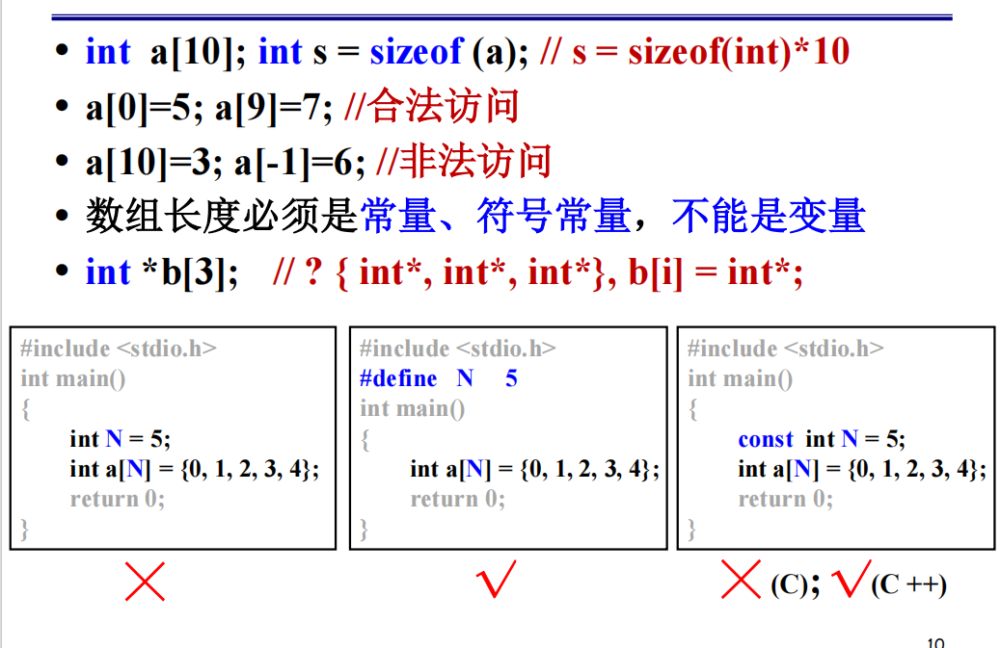 • int a[10]; int s = sizeof (a); // s = sizeof(int)*10
• a[0]=5; a[9]=7; //合法访问
• a[10]=3; a[-1]=6; //非法访问
• 数组长度必须是常量、符号常量，不能是变量
• int *b[3]; // ? { int*, int*, int*}, b[i] = int*;
#include <stdio.h>
int main()
{
int N = 5;
int a[N] = {0, 1, 2, 3, 4};
return 0;
}
#include <stdio.h>
#define N 5
int main()
{
int a[N] = {0, 1, 2, 3, 4};
return 0;
}
#include <stdio.h>
int main()
{
const int N = 5;
int a[N] = {0, 1, 2, 3, 4};
return 0;
}
╳
√
╳ (C); √(C ++)
10